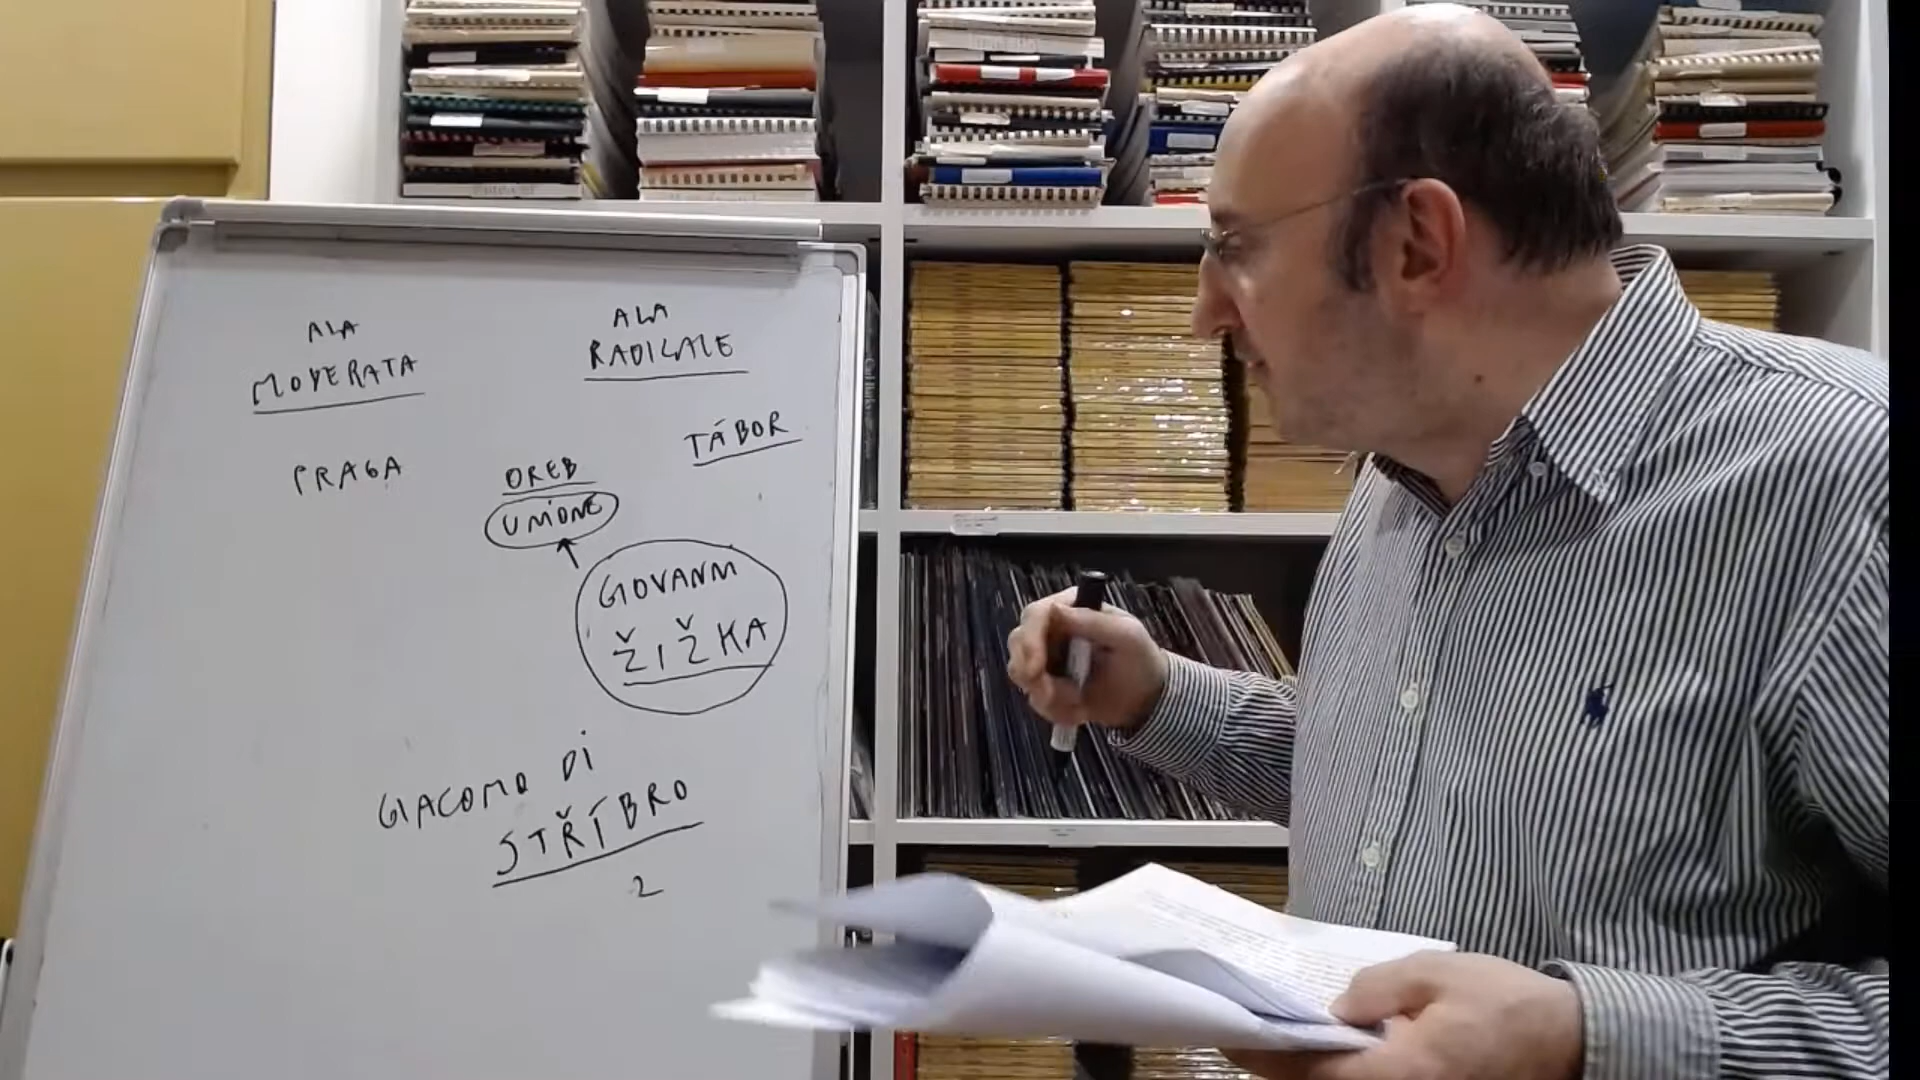 ALA
MODERATA
ALA
RADICALE
PRAGA
OREB
UNIONE
TÁBOR
GIOVANNI
ŽIŽKA
GIACOMO DI
STŘÍBRO
2